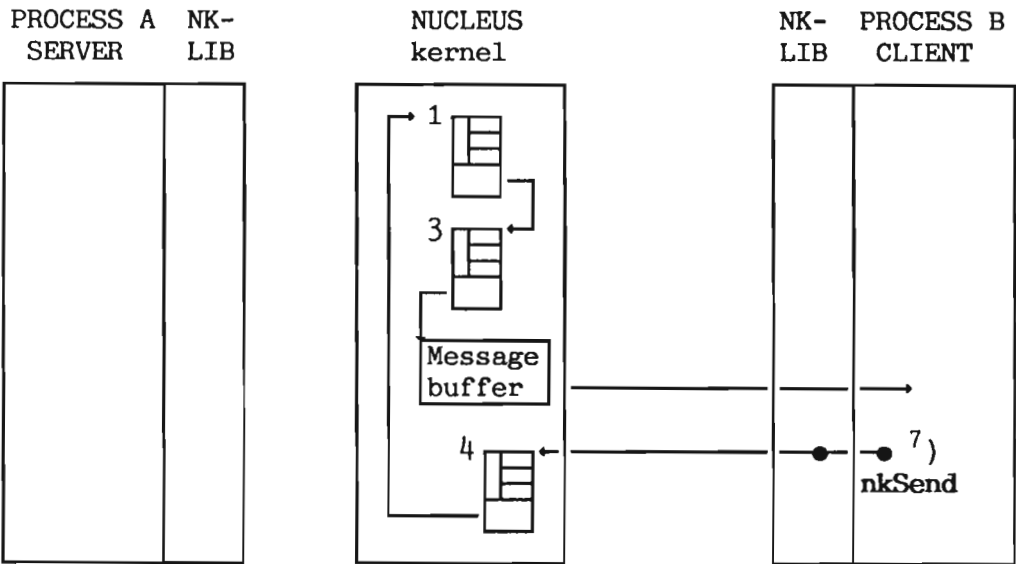 PROCESS A NK- NUCLEUS NK- PROCESS B
SERVER LIB kernel LIB CLIENT
1
3
Message
buffer
4 7)
nkSend